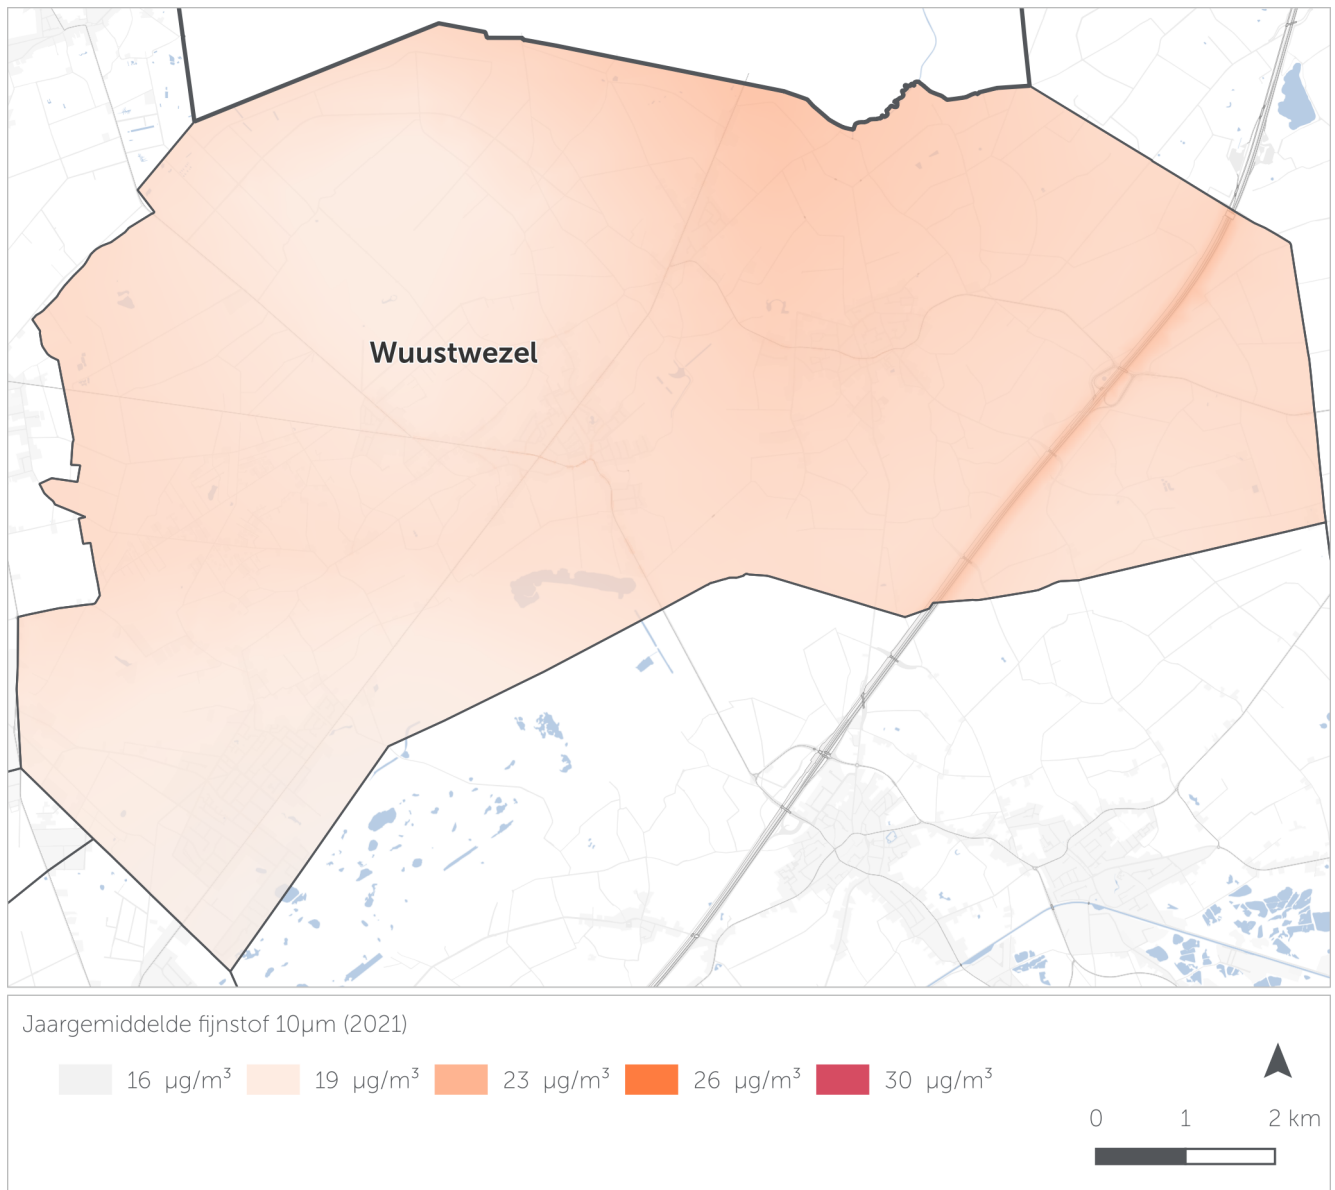 Wuustwezel
Jaargemiddelde fijnstof 10µm (2021)
16 µg/m³ 19 µg/m³ 23 µg/m³ 26 µg/m³ 30 µg/m³
0 1 2 km